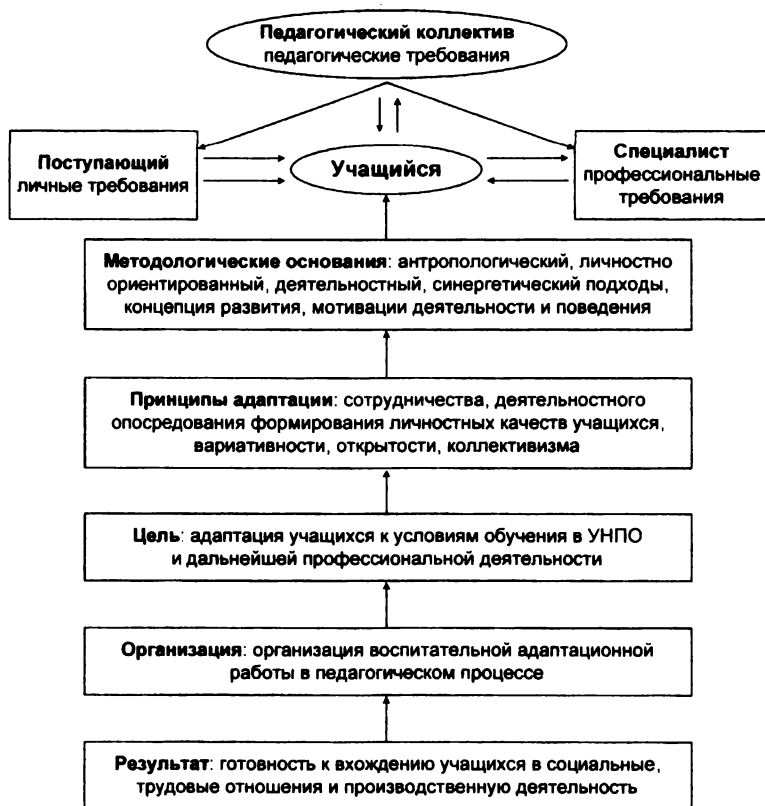 Педагогический коллектив
педагогические требования
Поступающий
личные требования
Учащийся
Специалист
профессиональные
требования
Методологические основания: антропологический, личностно
ориентированный, деятельностный, синергетический подходы,
концепция развития, мотивации деятельности и поведения
Принципы адаптации: сотрудничества, деятельностного
опосредования формирования личностных качеств учащихся,
вариативности, открытости, коллективизма
Цель: адаптация учащихся к условиям обучения в УНПО
и дальнейшей профессиональной деятельности
Организация: организация воспитательной адаптационной
работы в педагогическом процессе
Результат: готовность к вхождению учащихся в социальные,
трудовые отношения и производственную деятельность